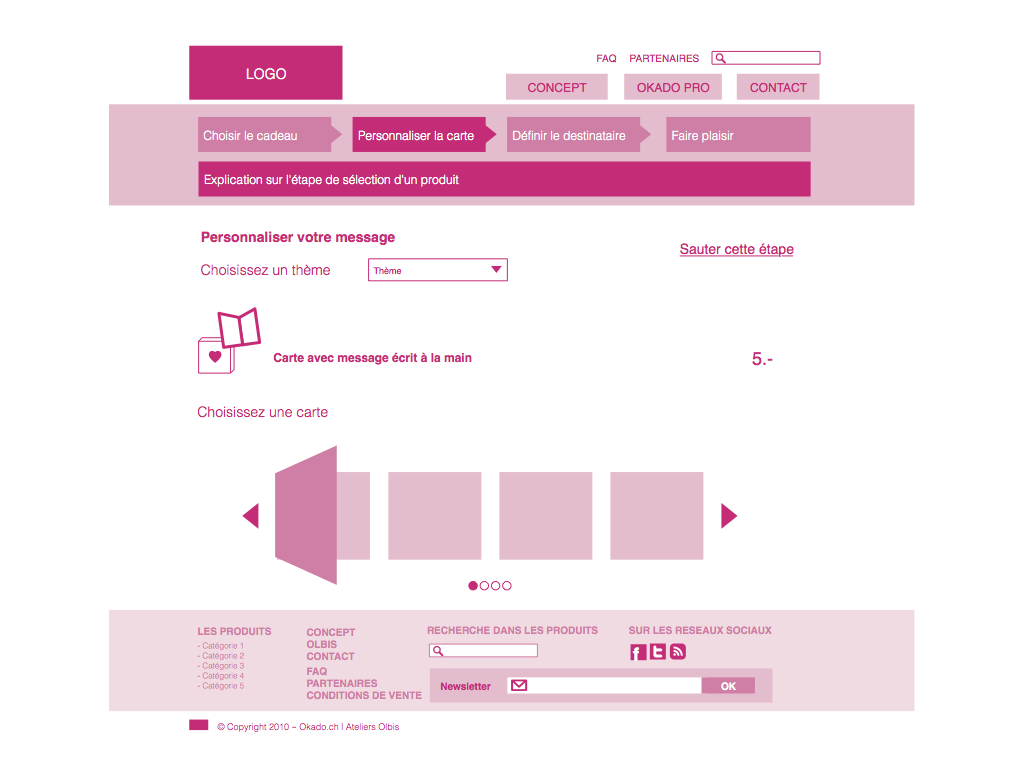 LOGO
FAQ PARTENAIRES
CONCEPT OKADO PRO CONTACT
Choisir le cadeau Personnaliser la carte Définir le destinataire Faire plaisir
Explication sur l'étape de sélection d'un produit
Personnaliser votre message
Sauter cette étape
Choisissez un thème Thème
Carte avec message écrit à la main 5.-
Choisissez une carte
LES PRODUITS
- Catégorie 1
- Catégorie 2
- Catégorie 3
- Catégorie 4
- Catégorie 5
CONCEPT
OLBIS
CONTACT
FAQ
PARTENAIRES
CONDITIONS DE VENTE
RECHERCHE DANS LES PRODUITS
SUR LES RESEAUX SOCIAUX
Newsletter OK
© Copyright 2010 – Okado.ch I Ateliers Olbis